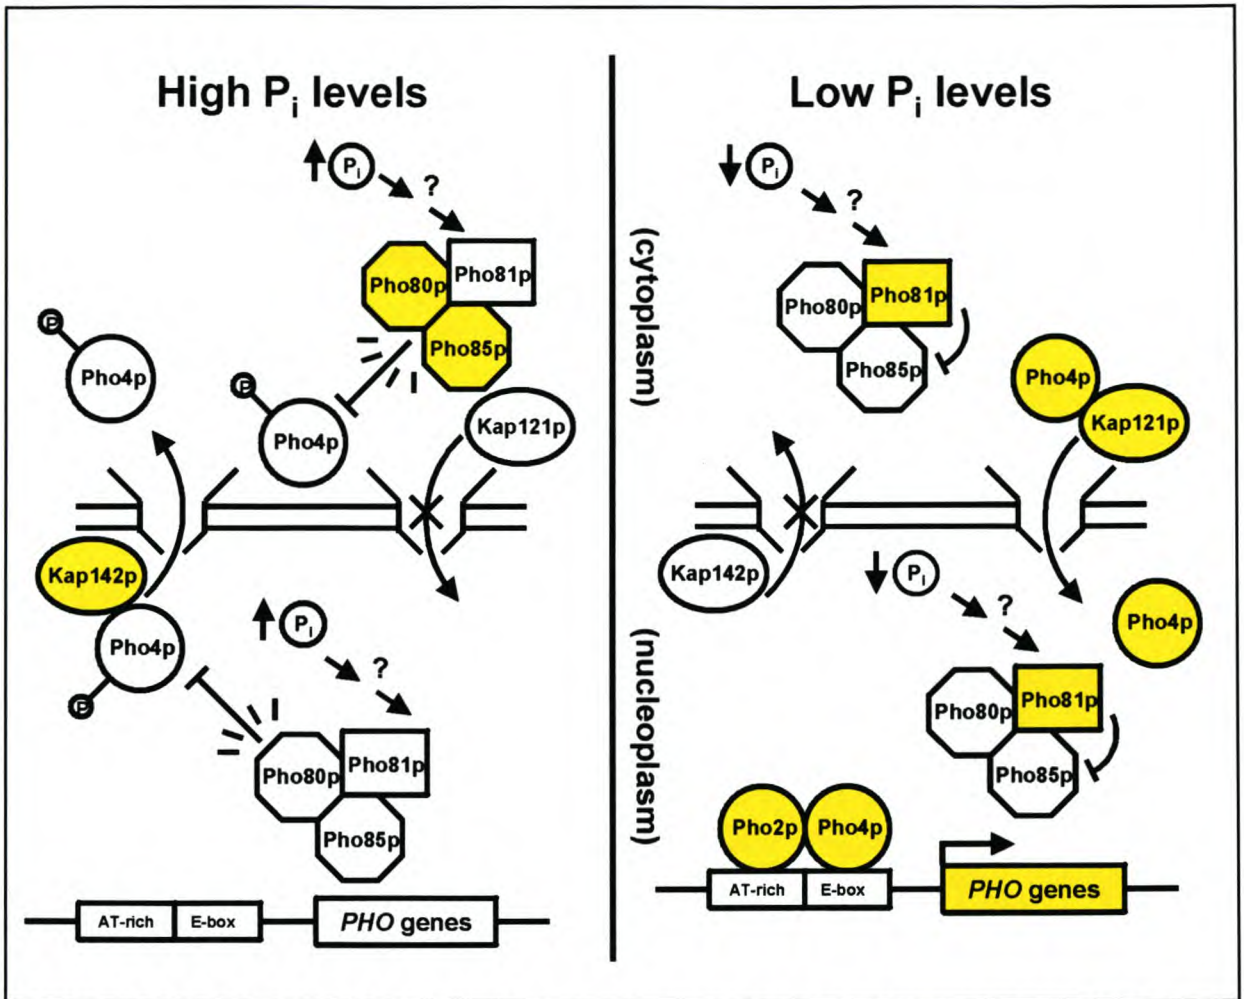 High Pi levels
Pi
?
Pho80p
Pho81p
Pho85p
P
Pho4p
P
Pho4p
Kap121p
Kap142p
Pho4p
P
Pi
?
Pho80p
Pho81p
Pho85p
AT-rich
E-box
PHO genes
(cytoplasm)
(nucleoplasm)
Low Pi levels
Pi
?
Pho80p
Pho81p
Pho85p
Pho4p
Kap121p
Kap142p
Pi
?
Pho4p
Pho80p
Pho81p
Pho85p
Pho2p
Pho4p
AT-rich
E-box
PHO genes